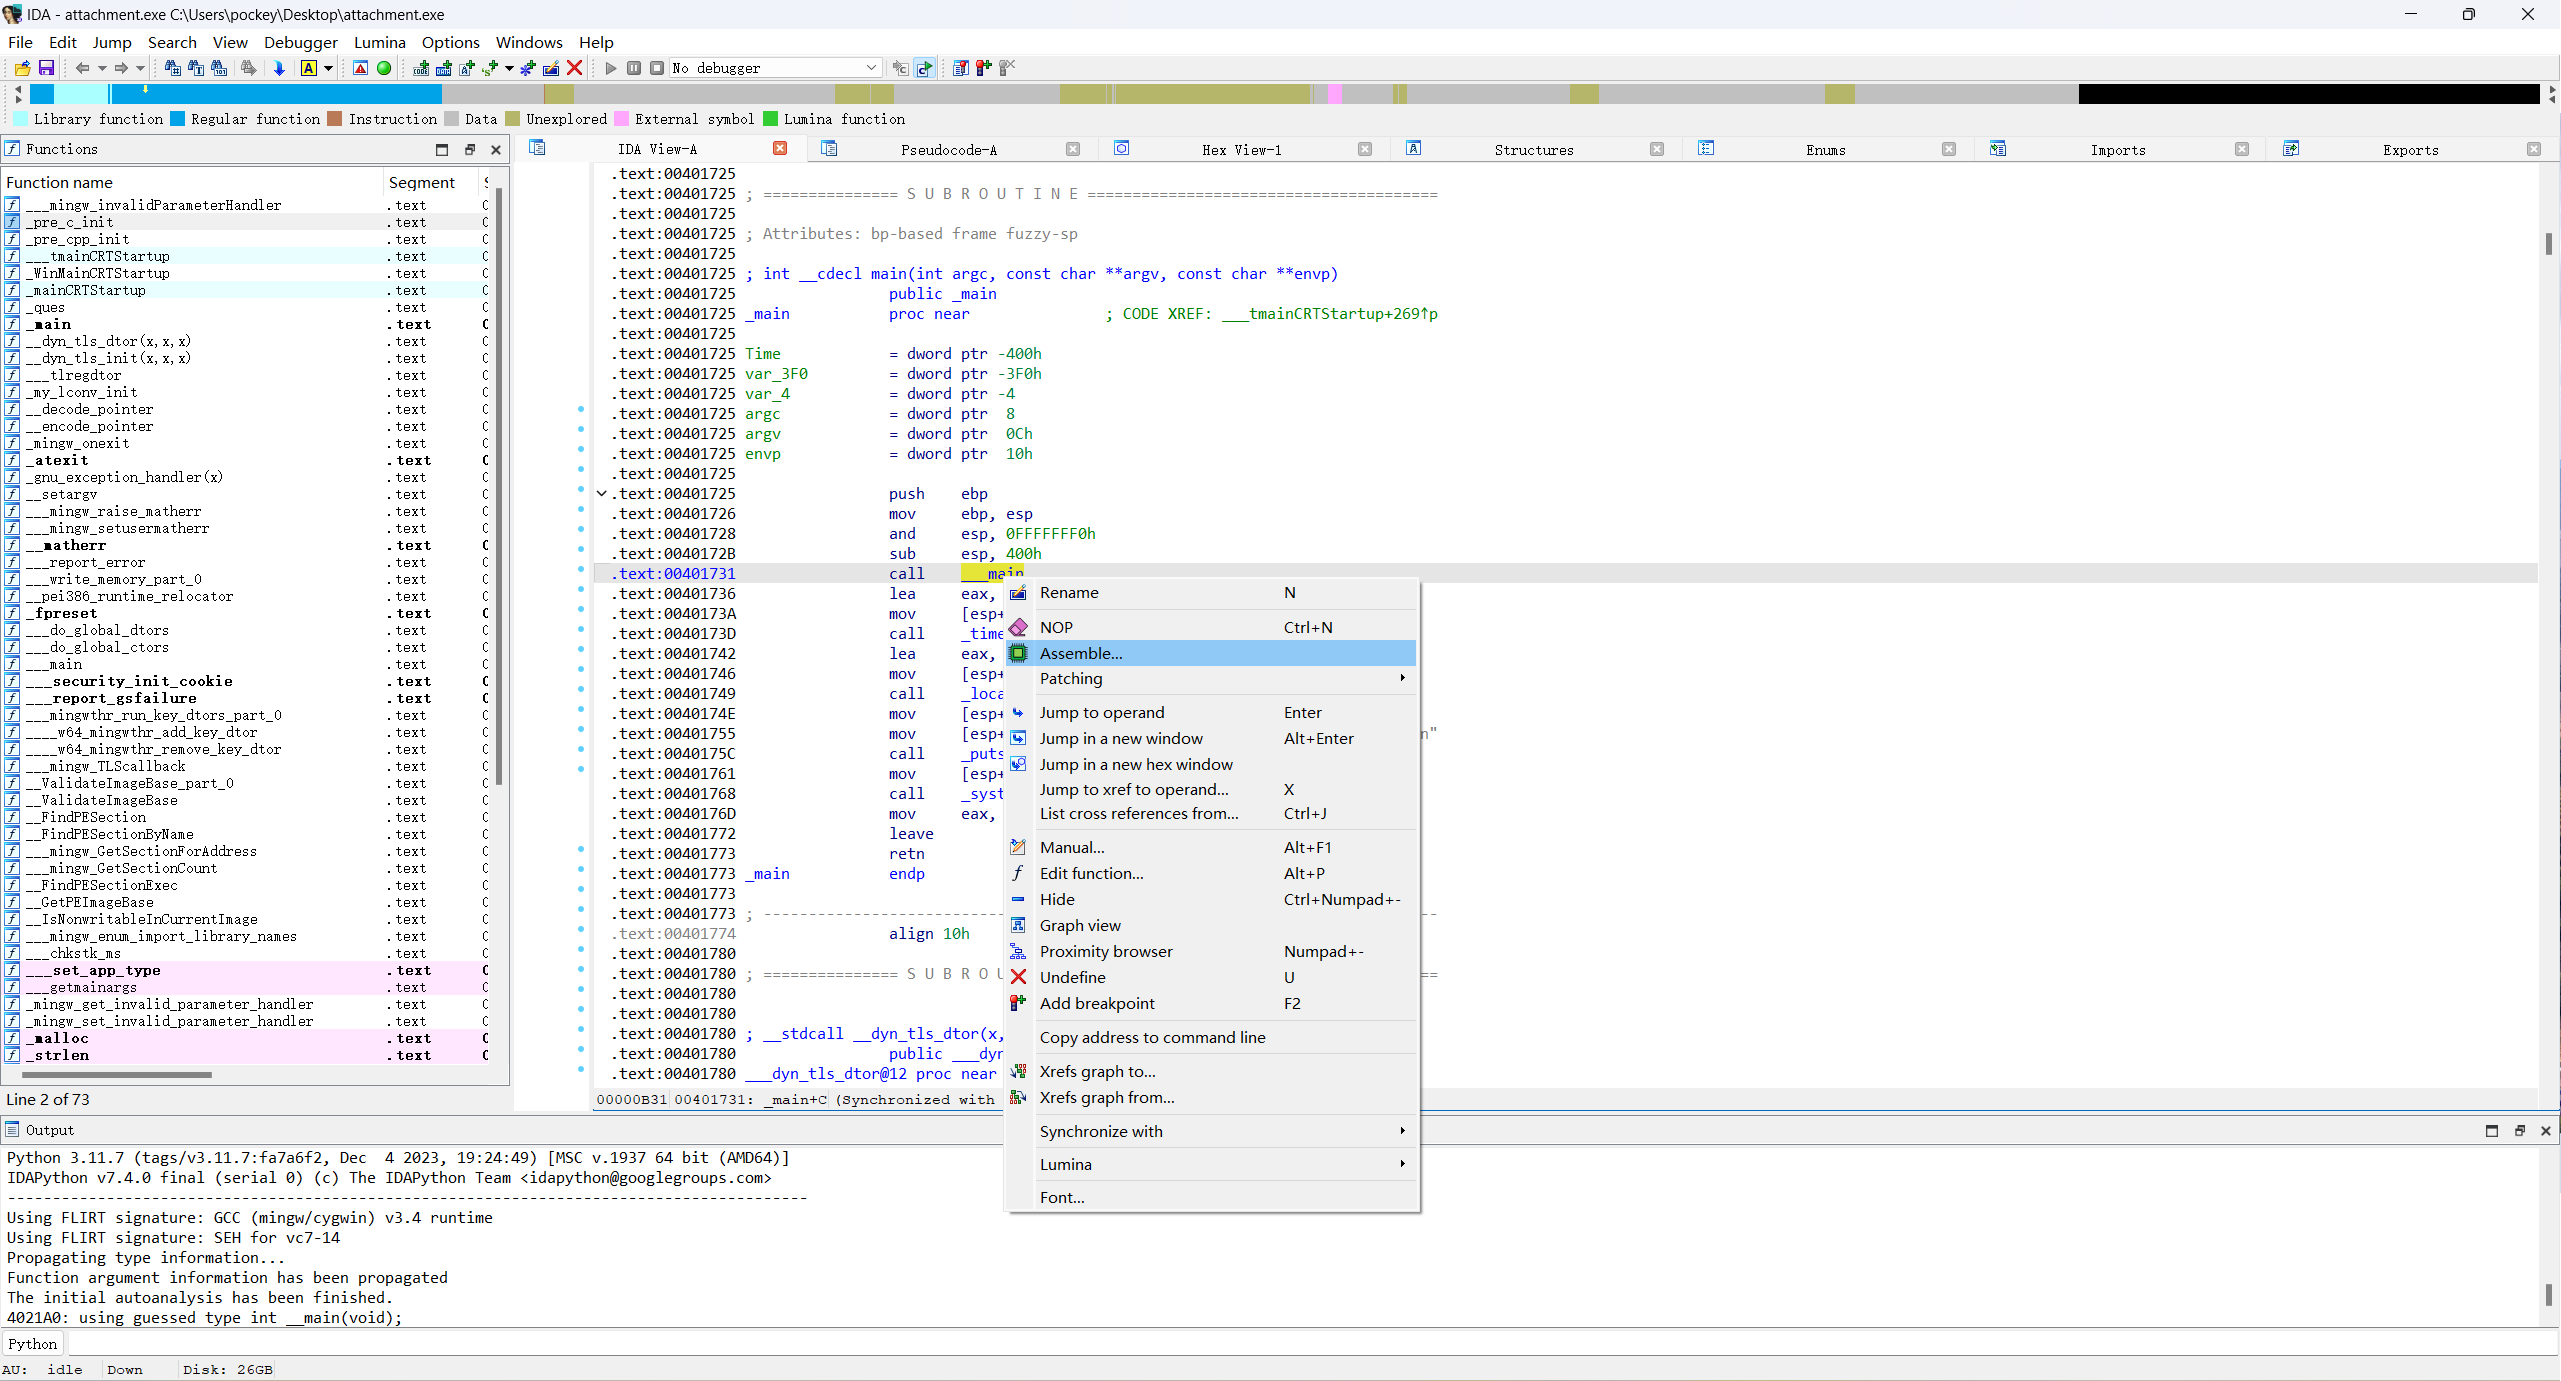 IDA - attachment.exe C:\Users\pockey\Desktop\attachment.exe
File Edit Jump Search View Debugger Lumina Options Windows Help
No debugger
Library function Regular function Instruction Data Unexplored External symbol Lumina function
Functions
Function name Segment
___mingw_invalidParameterHandler .text
_pre_c_init .text
_pre_cpp_init .text
___tmainCRTStartup .text
_WinMainCRTStartup .text
_mainCRTStartup .text
_ques .text
_main .text
__dyn_tls_dtor(x,x,x) .text
__dyn_tls_init(x,x,x) .text
___tlregdtor .text
_my_lconv_init .text
__decode_pointer .text
__encode_pointer .text
_mingw_onexit .text
_atexit .text
_gnu_exception_handler(x) .text
__setargv .text
___mingw_raise_matherr .text
___mingw_setusermatherr .text
__matherr .text
___report_error .text
___write_memory_part_0 .text
__pei386_runtime_relocator .text
_fpreset .text
___do_global_dtors .text
___do_global_ctors .text
___main .text
___security_init_cookie .text
___report_gsfailure .text
___mingwthr_run_key_dtors_part_0 .text
____w64_mingwthr_add_key_dtor .text
____w64_mingwthr_remove_key_dtor .text
___mingw_TLScallback .text
__ValidateImageBase_part_0 .text
__ValidateImageBase .text
__FindPESection .text
__FindPESectionByName .text
___mingw_GetSectionForAddress .text
___mingw_GetSectionCount .text
__FindPESectionExec .text
__GetPEImageBase .text
__IsNonwritableInCurrentImage .text
___mingw_enum_import_library_names .text
___chkstk_ms .text
___set_app_type .text
___getmainargs .text
_mingw_get_invalid_parameter_handler .text
_mingw_set_invalid_parameter_handler .text
_malloc .text
_strlen .text
Line 2 of 73
IDA View-A Pseudocode-A Hex View-1 Structures Enums Imports Exports
.text:00401725
.text:00401725 ; =============== S U B R O U T I N E =======================================
.text:00401725
.text:00401725 ; Attributes: bp-based frame fuzzy-sp
.text:00401725
.text:00401725 ; int __cdecl main(int argc, const char **argv, const char **envp)
.text:00401725 public _main
.text:00401725 _main proc near ; CODE XREF: ___tmainCRTStartup+269↑p
.text:00401725
.text:00401725 Time = dword ptr -400h
.text:00401725 var_3F0 = dword ptr -3F0h
.text:00401725 var_4 = dword ptr -4
.text:00401725 argc = dword ptr 8
.text:00401725 argv = dword ptr 0Ch
.text:00401725 envp = dword ptr 10h
.text:00401725
.text:00401725 push ebp
.text:00401726 mov ebp, esp
.text:00401728 and esp, 0FFFFFFF0h
.text:0040172B sub esp, 400h
.text:00401731 call ___main
.text:00401736 lea eax,
.text:0040173A mov [esp+
.text:0040173D call _time
.text:00401742 lea eax,
.text:00401746 mov [esp+
.text:00401749 call _loca
.text:0040174E mov [esp+
.text:00401755 mov [esp+ n"
.text:0040175C call _puts
.text:00401761 mov [esp+
.text:00401768 call _syst
.text:0040176D mov eax,
.text:00401772 leave
.text:00401773 retn
.text:00401773 _main endp
.text:00401773
.text:00401773 ; ---------------------------
.text:00401774 align 10h
.text:00401780
.text:00401780 ; =============== S U B R O U ==
.text:00401780
.text:00401780
.text:00401780 ; __stdcall __dyn_tls_dtor(x,
.text:00401780 public ___dyn
.text:00401780 ___dyn_tls_dtor@12 proc near
00000B31 00401731: _main+C (Synchronized with
Rename N
NOP Ctrl+N
Assemble...
Patching
Jump to operand Enter
Jump in a new window Alt+Enter
Jump in a new hex window
Jump to xref to operand... X
List cross references from... Ctrl+J
Manual... Alt+F1
Edit function... Alt+P
Hide Ctrl+Numpad+-
Graph view
Proximity browser Numpad+-
Undefine U
Add breakpoint F2
Copy address to command line
Xrefs graph to...
Xrefs graph from...
Synchronize with
Lumina
Font...
Output
Python 3.11.7 (tags/v3.11.7:fa7a6f2, Dec  4 2023, 19:24:49) [MSC v.1937 64 bit (AMD64)]
IDAPython v7.4.0 final (serial 0) (c) The IDAPython Team <idapython@googlegroups.com>
-----------------------------------------------------------------------------------------
Using FLIRT signature: GCC (mingw/cygwin) v3.4 runtime
Using FLIRT signature: SEH for vc7-14
Propagating type information...
Function argument information has been propagated
The initial autoanalysis has been finished.
4021A0: using guessed type int __main(void);
Python
AU: idle Down Disk: 26GB